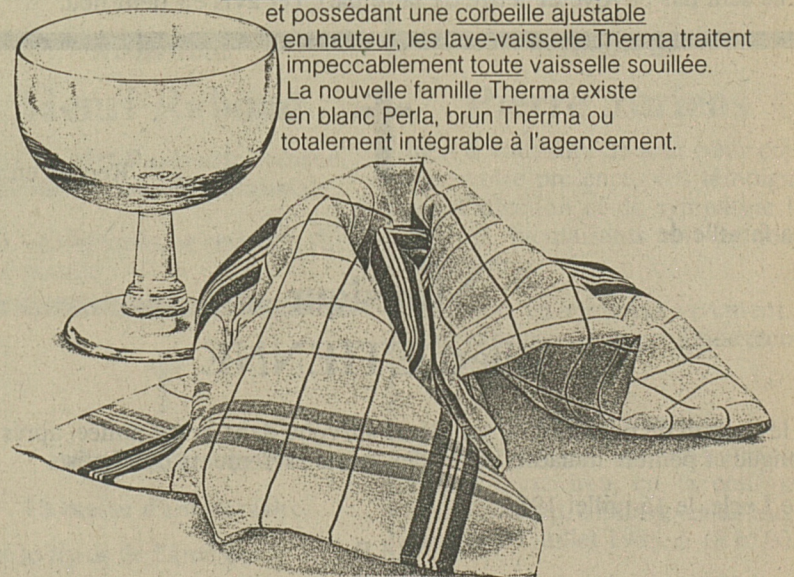 et possédant une corbeille ajustable
en hauteur, les lave-vaisselle Therma traitent
impeccablement toute vaisselle souillée.
La nouvelle famille Therma existe
en blanc Perla, brun Therma ou
totalement intégrable à l'agencement.